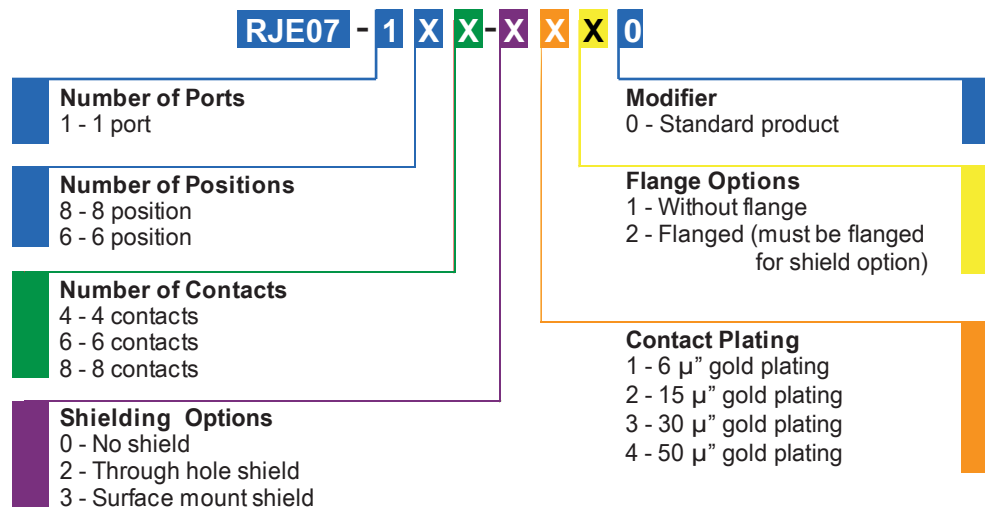 RJE07 - 1 X X - X X X 0
Number of Ports
1 - 1 port
Number of Positions
8 - 8 position
6 - 6 position
Number of Contacts
4 - 4 contacts
6 - 6 contacts
8 - 8 contacts
Shielding Options
0 - No shield
2 - Through hole shield
3 - Surface mount shield
Modifier
0 - Standard product
Flange Options
1 - Without flange
2 - Flanged (must be flanged
for shield option)
Contact Plating
1 - 6 µ” gold plating
2 - 15 µ” gold plating
3 - 30 µ” gold plating
4 - 50 µ” gold plating